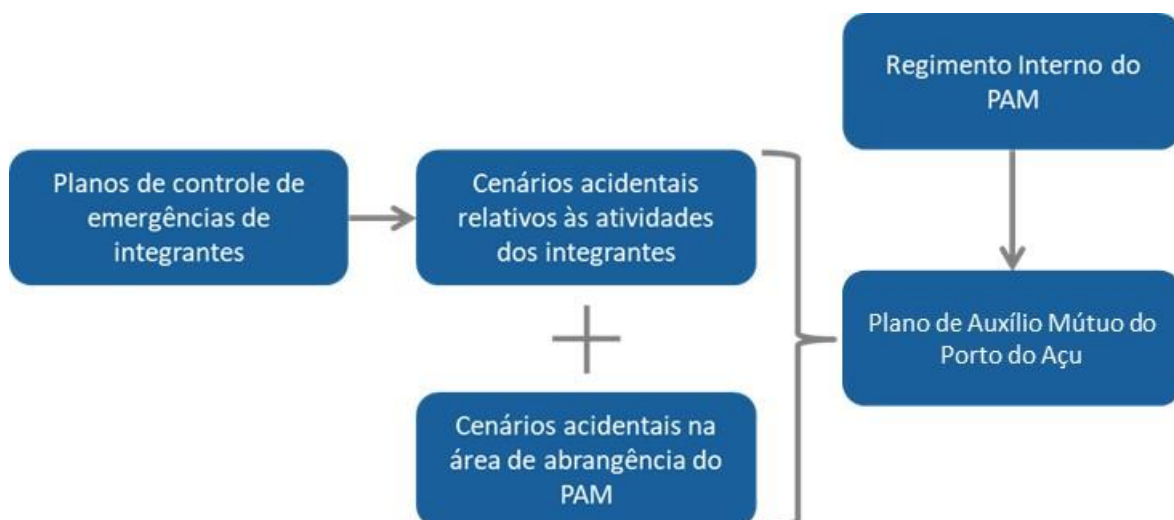 Planos de controle de
emergências de
integrantes
Cenários acidentais
relativos às atividades
dos integrantes
Cenários acidentais na
área de abrangência do
PAM
Regimento Interno do
PAM
Plano de Auxílio Mútuo do
Porto do Açu